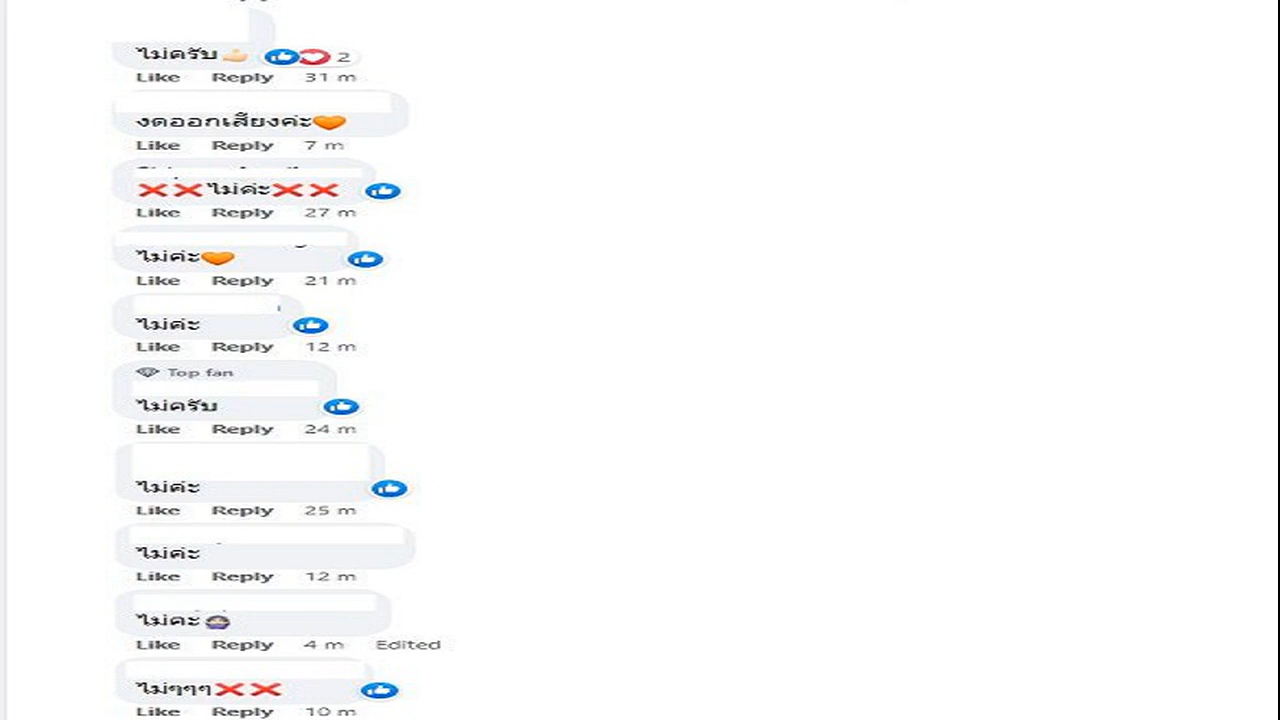 ไม่ครับ🖕🏻 2
Like Reply 31 m
งดออกเสียงค่ะ🧡
Like Reply 7 m
❌❌ไม่ค่ะ❌❌
Like Reply 27 m
ไม่ค่ะ🧡
Like Reply 21 m
ไม่ค่ะ
Like Reply 12 m
Top fan
ไม่ครับ
Like Reply 24 m
ไม่ค่ะ
Like Reply 25 m
ไม่ค่ะ
Like Reply 12 m
ไม่คะ🙅🏻‍♀️
Like Reply 4 m Edited
ไม่ๆๆๆ❌❌
Like Reply 10 m